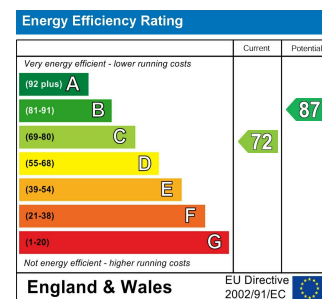 Energy Efficiency Rating
Current Potential
Very energy efficient - lower running costs
(92 plus) A
(81-91) B
(69-80) C
(55-68) D
(39-54) E
(21-38) F
(1-20) G
72
87
Not energy efficient - higher running costs
England & Wales
EU Directive
2002/91/EC